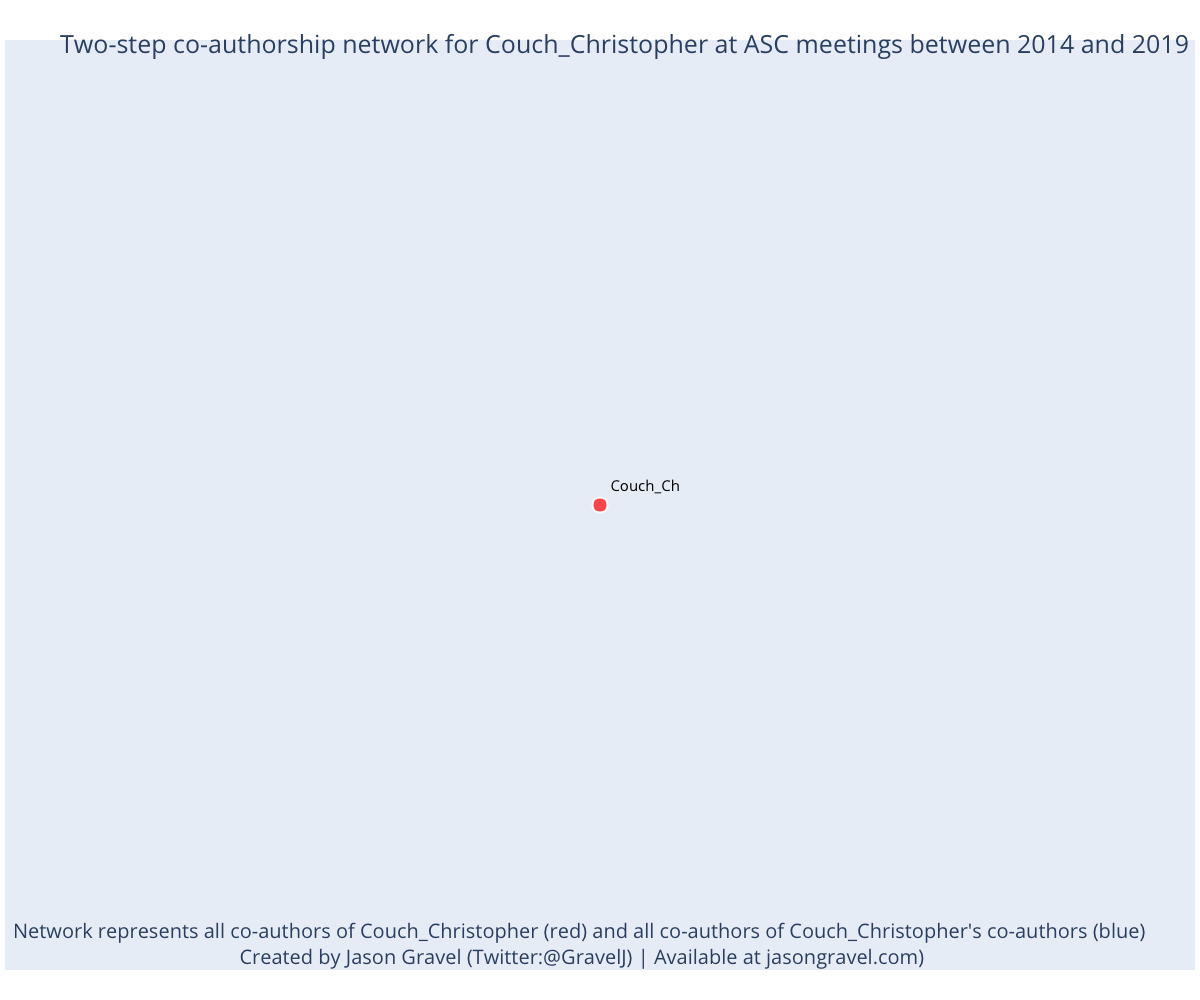 Two-step co-authorship network for Couch_Christopher at ASC meetings between 2014 and 2019
Couch_Ch
Network represents all co-authors of Couch_Christopher (red) and all co-authors of Couch_Christopher's co-authors (blue)
Created by Jason Gravel (Twitter:@GravelJ) | Available at jasongravel.com)